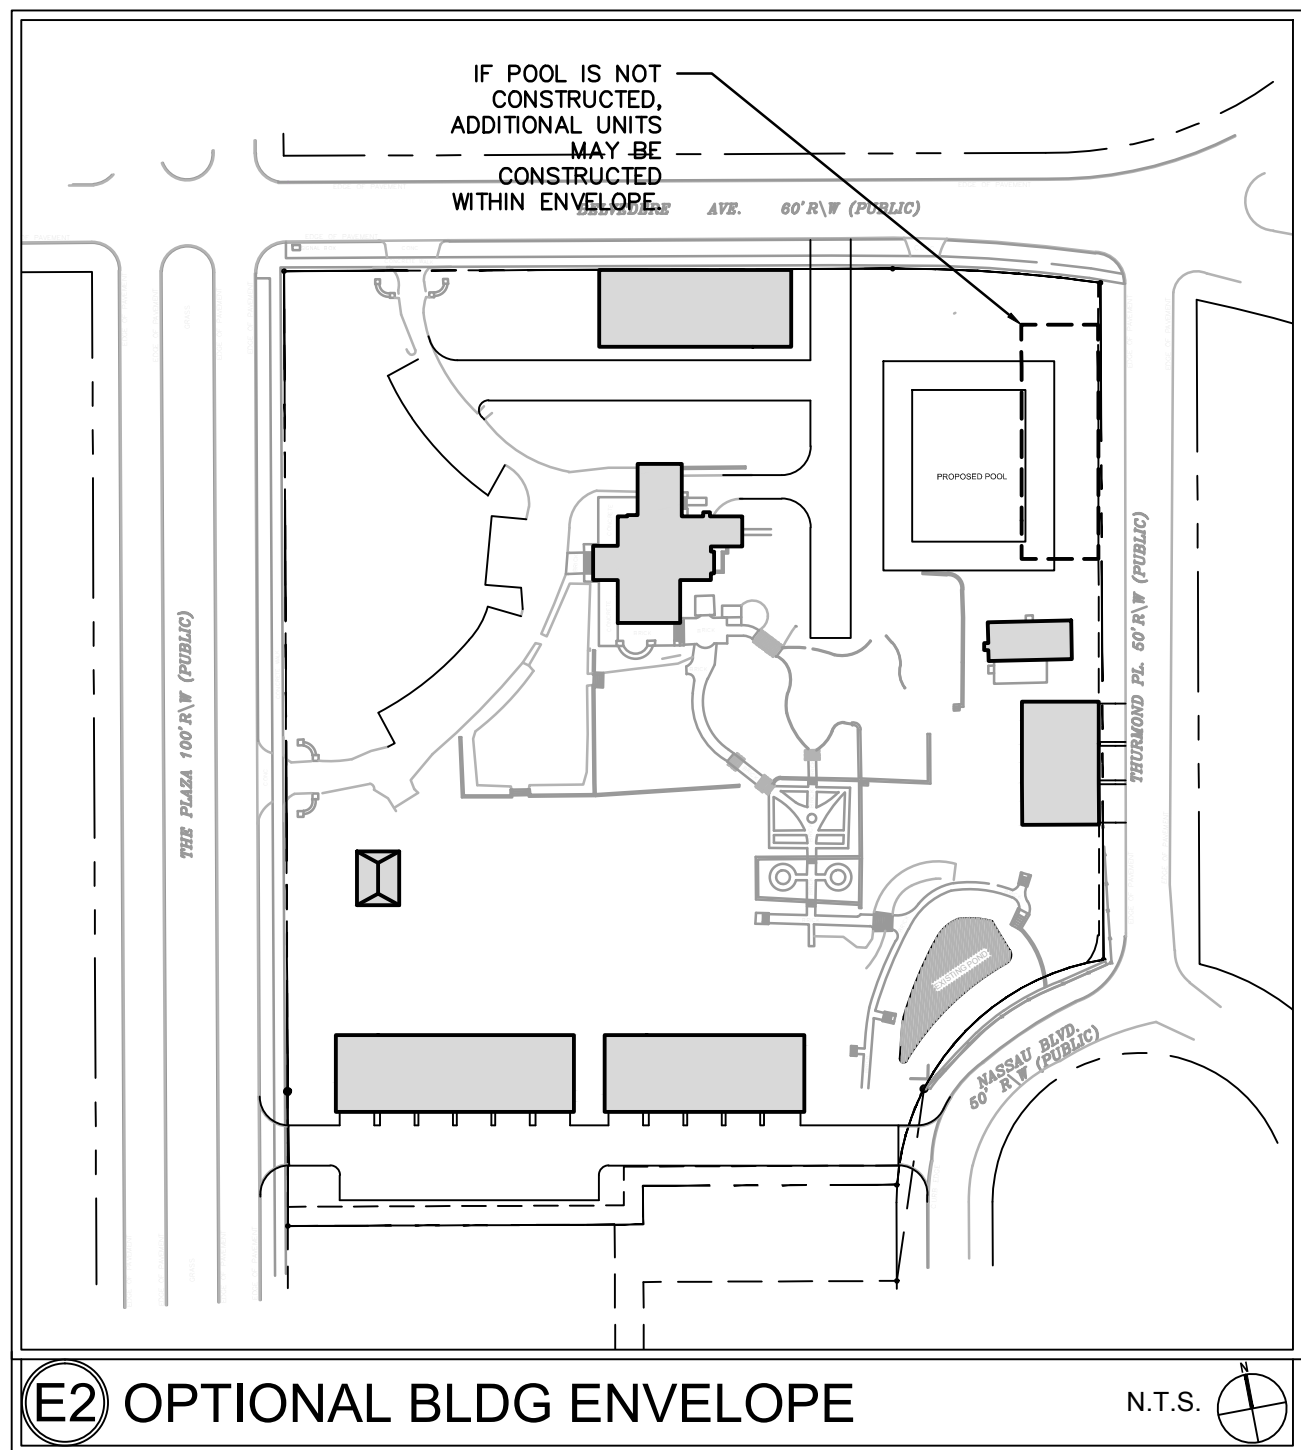 IF POOL IS NOT
CONSTRUCTED,
ADDITIONAL UNITS
MAY BE
CONSTRUCTED
WITHIN ENVELOPE.
BELVEDERE AVE. 60' R\W (PUBLIC)
PROPOSED POOL
THE PLAZA 100' R\W (PUBLIC)
THURMOND PL. 50' R\W (PUBLIC)
EXISTING POND
NASSAU BLVD.
50' R\W (PUBLIC)
E2 OPTIONAL BLDG ENVELOPE
N.T.S.
N